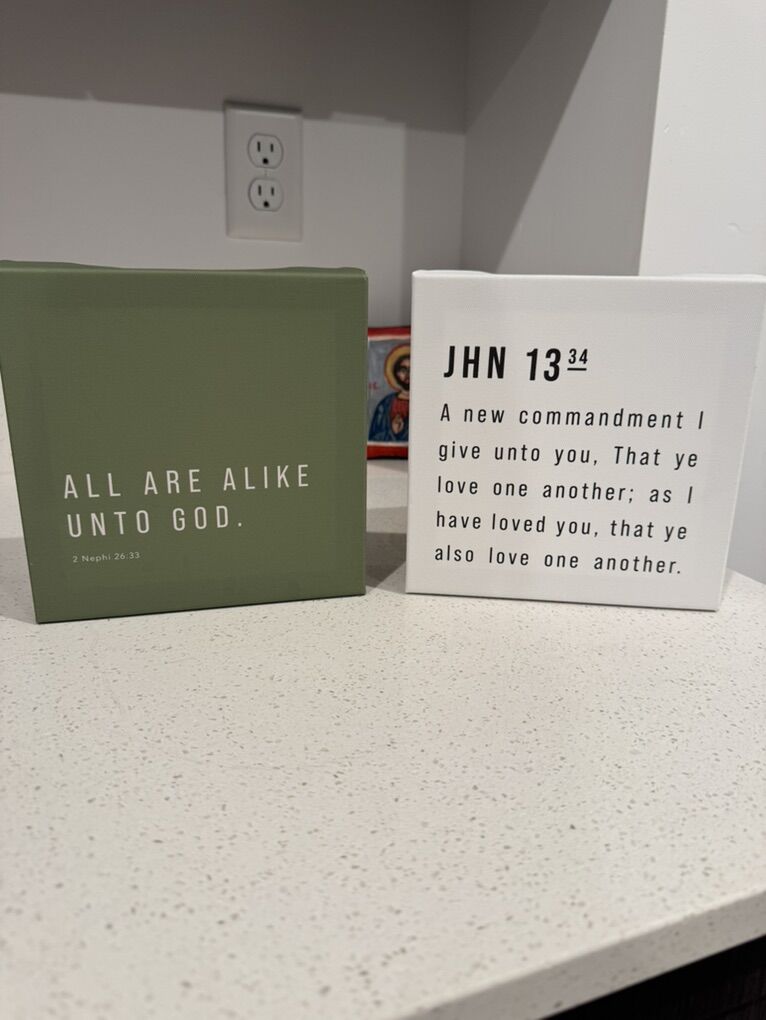 ALL ARE ALIKE
UNTO GOD.
2 Nephi 26:33
JHN 13 34
A new commandment I
give unto you, That ye
love one another; as I
have loved you, that ye
also love one another.